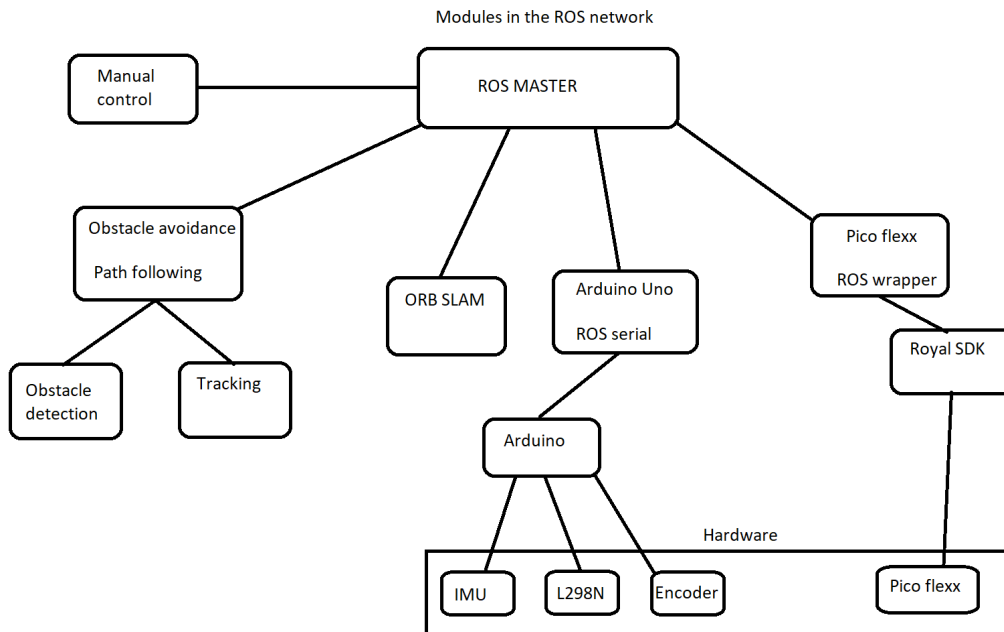 Modules in the ROS network
Manual
control
ROS MASTER
Obstacle avoidance
Path following
ORB SLAM
Arduino Uno
ROS serial
Pico flexx
ROS wrapper
Royal SDK
Obstacle
detection
Tracking
Arduino
Hardware
IMU
L298N
Encoder
Pico flexx